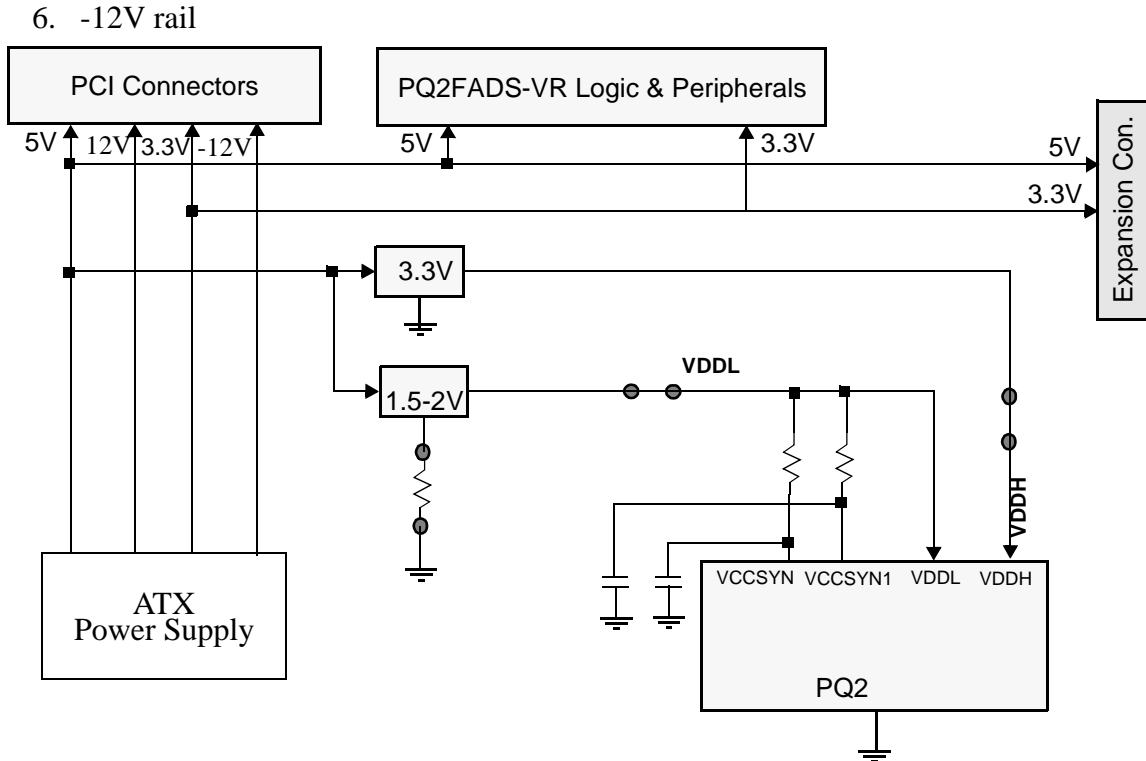 6. -12V rail
PCI Connectors
PQ2FADS-VR Logic & Peripherals
5V 12V 3.3V -12V
5V
3.3V
5V
3.3V
Expansion Con.
3.3V
1.5-2V
VDDL
VDDH
VCCSYN VCCSYN1 VDDL VDDH
PQ2
ATX
Power Supply